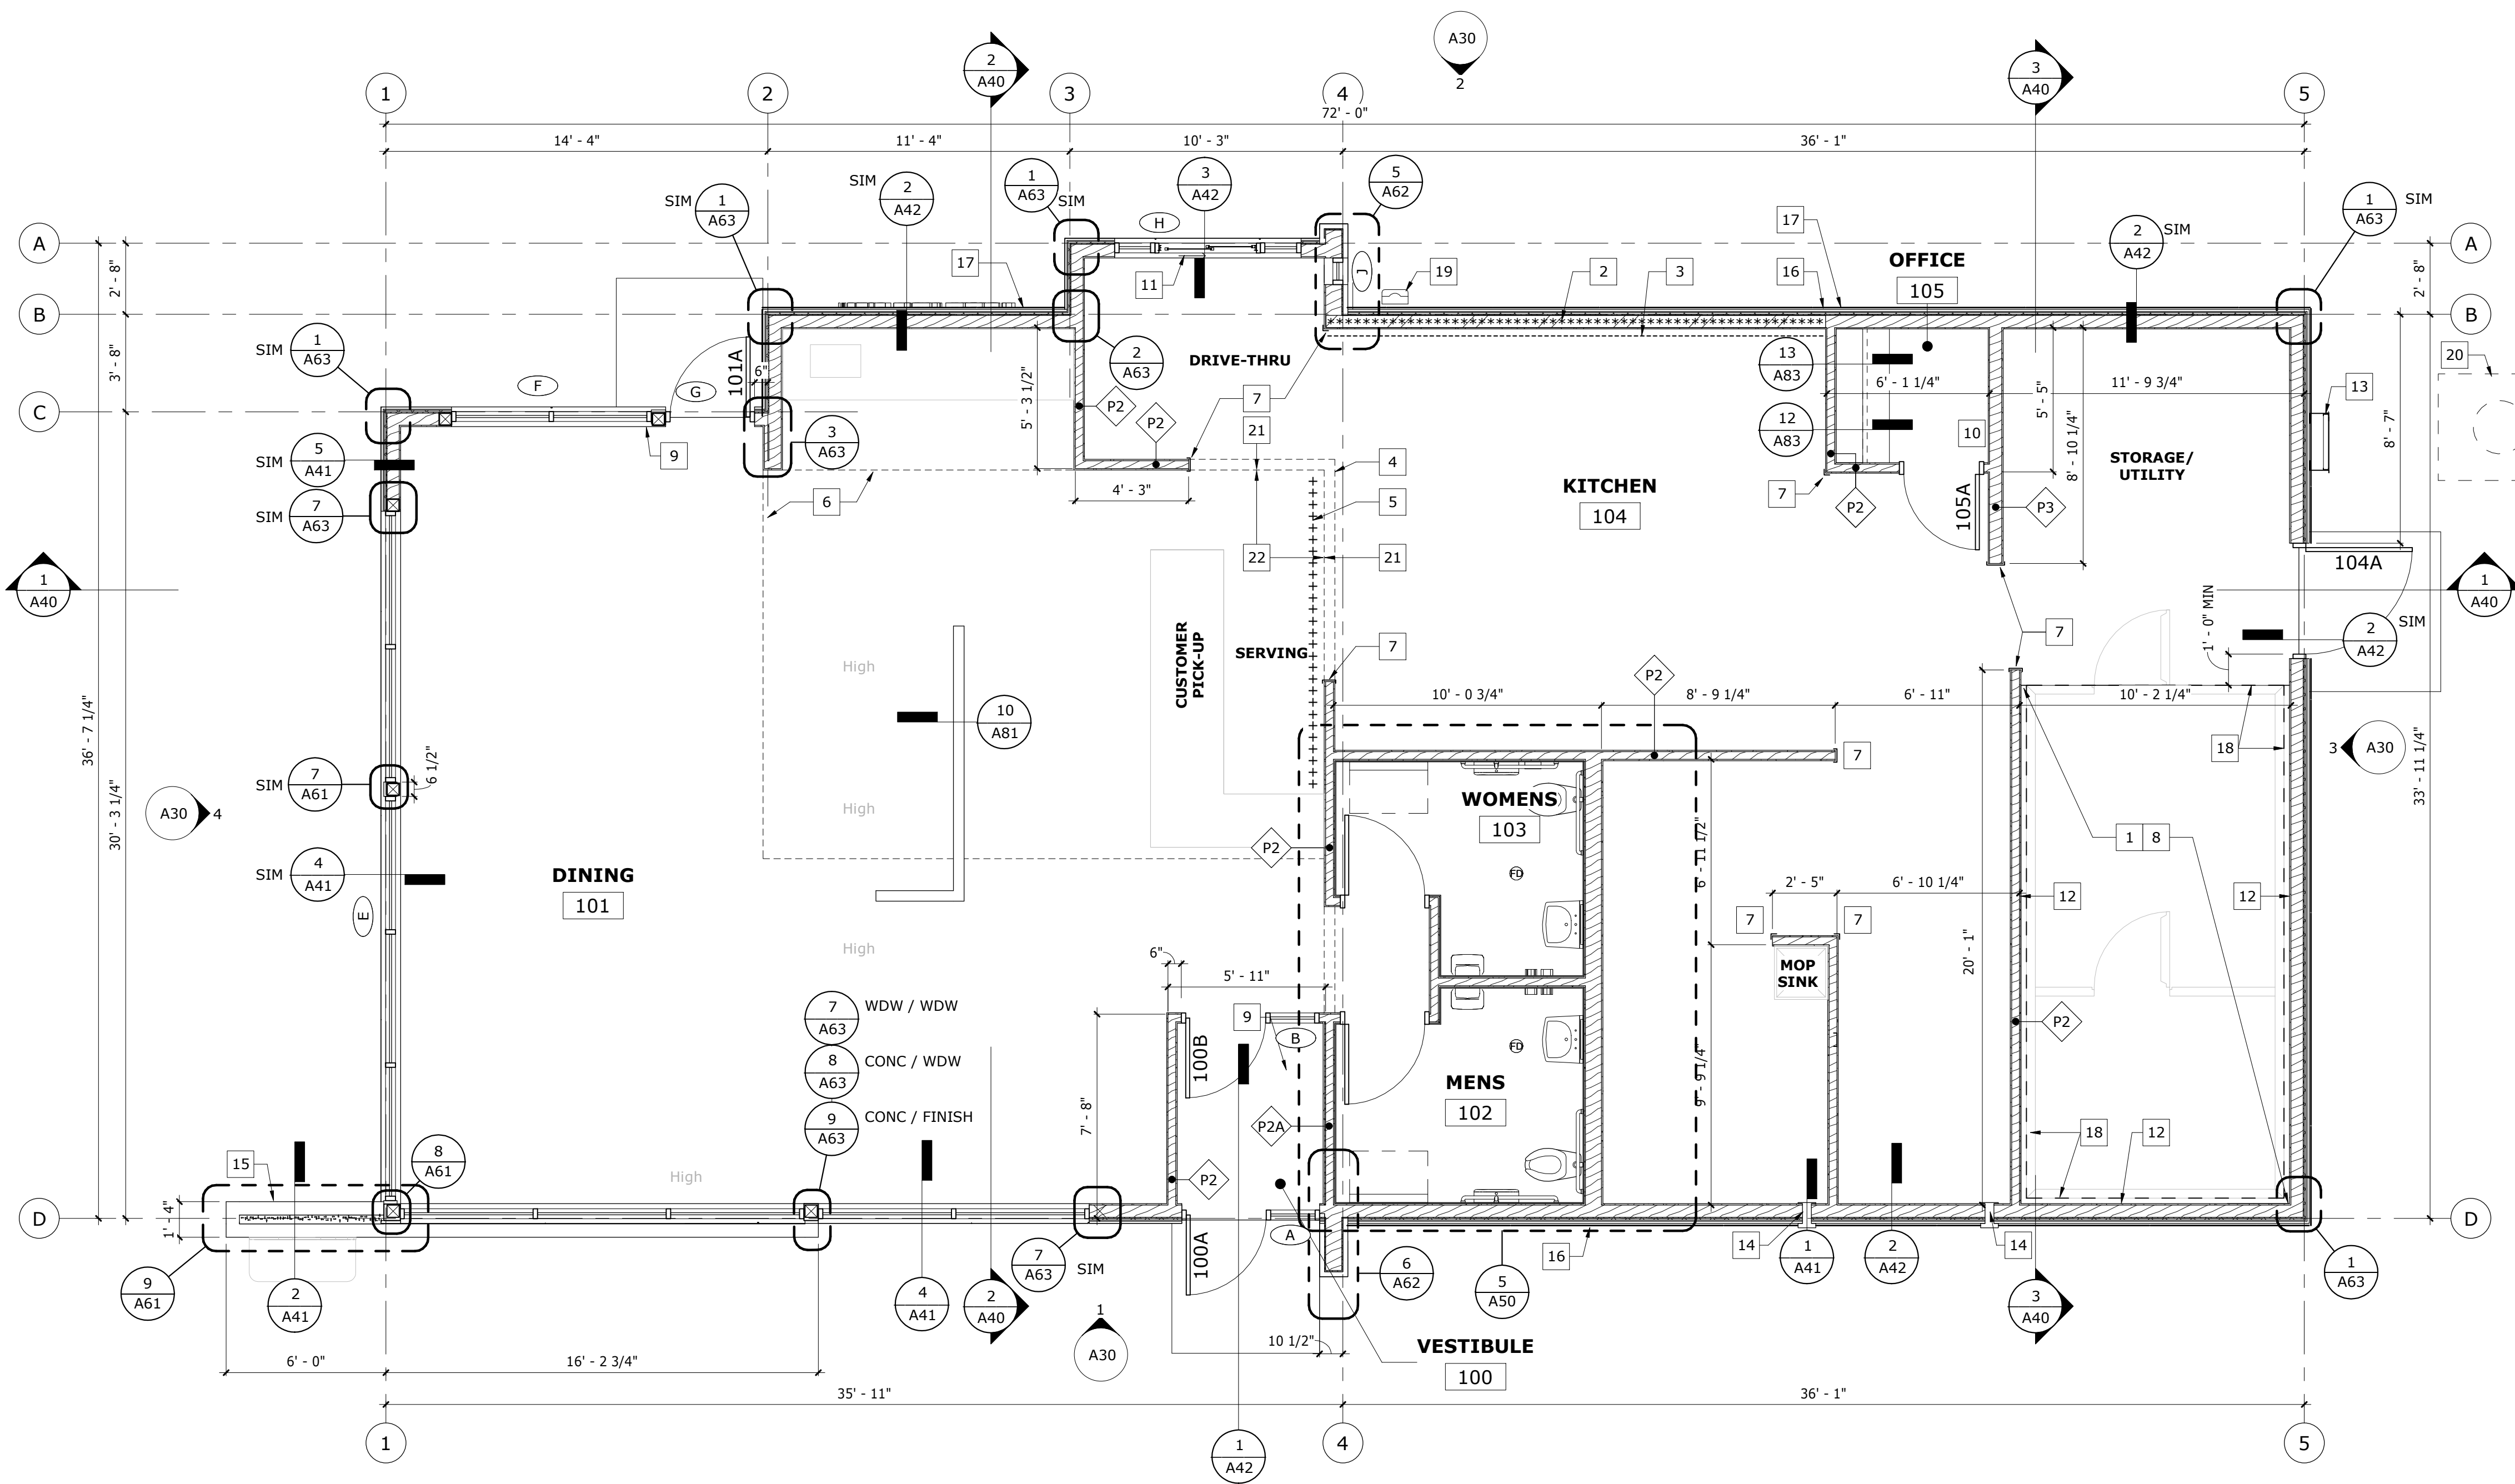 A30
2
2
A40
3
A40
1
2
3
4
5
72' - 0"
14' - 4"
11' - 4"
10' - 3"
36' - 1"
SIM
1
A63
SIM
2
A42
1
A63
SIM
3
A42
5
A62
H
J
17
2
A42
SIM
1
A63
SIM
A
A
2' - 8"
2' - 8"
17
11
19
2
3
16
OFFICE
105
B
B
3' - 8"
SIM
1
A63
F
G
101A
6"
5' - 3 1/2"
2
A63
DRIVE-THRU
13
A83
12
A83
6' - 1 1/4"
11' - 9 3/4"
5' - 5"
8' - 10 1/4"
8' - 7"
13
20
C
C
P2
P2
7
21
9
3
A63
10
SIM
5
A41
SIM
7
A63
6
4' - 3"
4
5
KITCHEN
104
7
P2
105A
P3
STORAGE/
UTILITY
22
21
104A
1
A40
1
A40
1' - 0" MIN
2
A42
SIM
7
High
CUSTOMER
PICK-UP
SERVING
7
P2
10' - 0 3/4"
8' - 9 1/4"
6' - 11"
10' - 2 1/4"
36' - 7 1/4"
30' - 3 1/4"
33' - 11 1/4"
10
A81
7
18
3
A30
SIM
7
A61
6 1/2"
A30
4
High
WOMENS
103
6' - 11 1/2"
P2
1
8
SIM
4
A41
E
DINING
101
FD
2' - 5"
6' - 10 1/4"
12
12
7
7
High
6"
5' - 11"
MOP
SINK
20' - 1"
7
A63
WDW / WDW
8
A63
CONC / WDW
9
A63
CONC / FINISH
9
B
100B
FD
MENS
102
9' - 9 1/4"
P2
7' - 8"
P2A
18
12
15
8
A61
High
P2
D
D
1' - 4"
A
100A
7
A63
SIM
16
14
1
A41
2
A42
14
9
A61
2
A41
4
A41
2
A40
1
A30
6
A62
5
A50
3
A40
1
A63
10 1/2"
VESTIBULE
100
6' - 0"
16' - 2 3/4"
35' - 11"
36' - 1"
1
4
5
1
A42